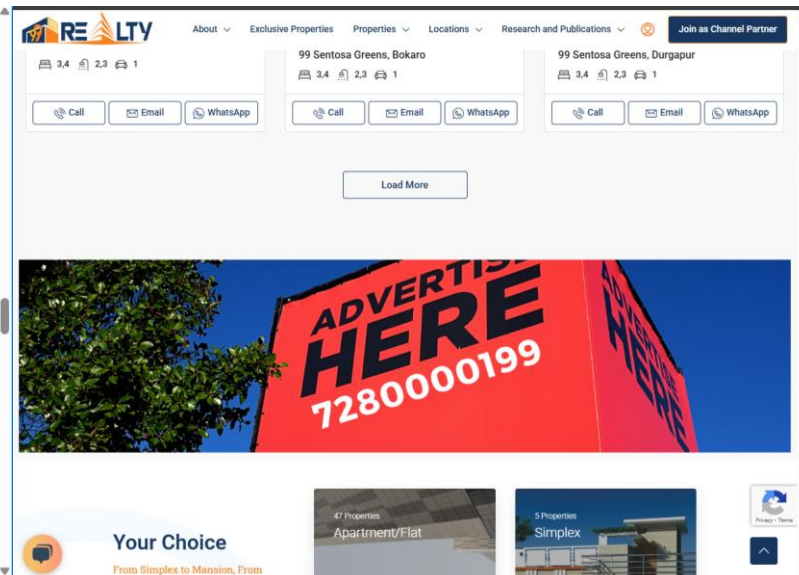 99 REALTY
About
Exclusive Properties
Properties
Locations
Research and Publications
Join as Channel Partner
3,4 2,3 1
99 Sentosa Greens, Bokaro
3,4 2,3 1
99 Sentosa Greens, Durgapur
3,4 2,3 1
Call
Email
WhatsApp
Call
Email
WhatsApp
Call
Email
WhatsApp
Load More
ADVERTISE
HERE
7280000199
ADVERTISE
HERE
Your Choice
From Simplex to Mansion, From
47 Properties
Apartment/Flat
5 Properties
Simplex
Privacy - Terms